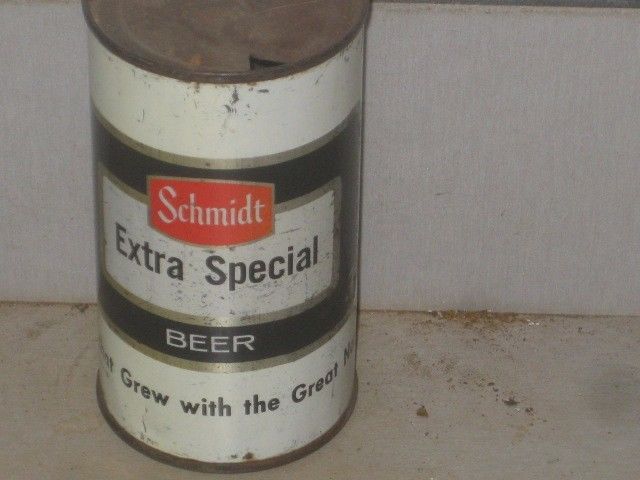 Schmidt
Extra Special
BEER
Grew with the Great